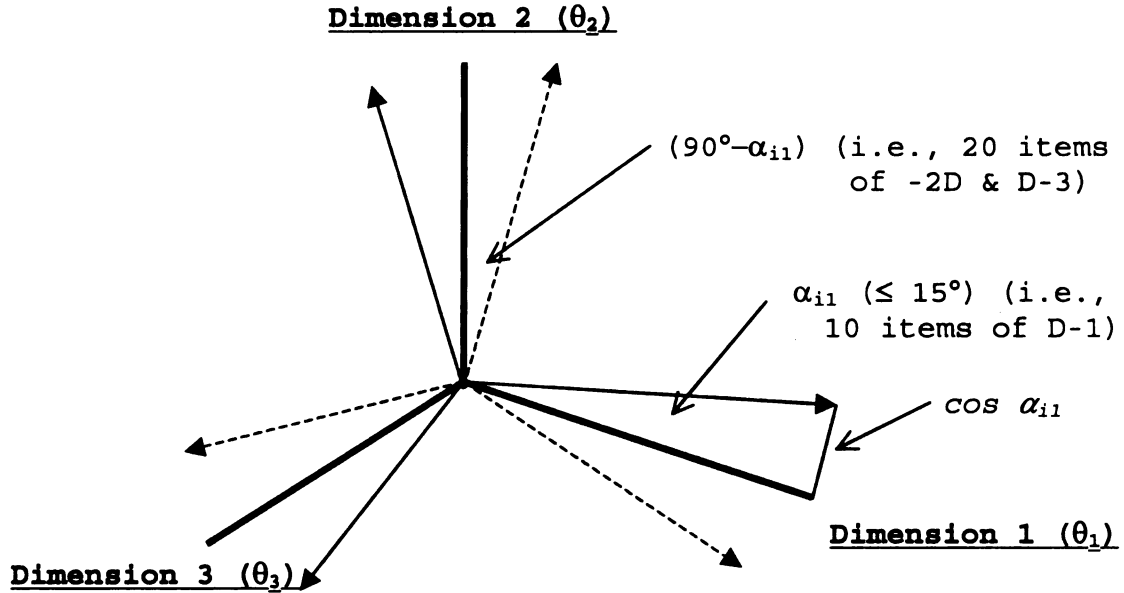 Dimension 2 (θ₂)
(90°−αᵢ₁) (i.e., 20 items
of -2D & D-3)
αᵢ₁ (≤ 15°) (i.e.,
10 items of D-1)
cos αᵢ₁
Dimension 1 (θ₁)
Dimension 3 (θ₃)